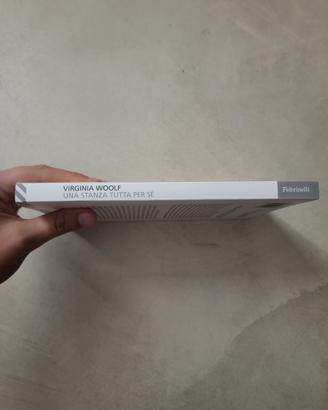 VIRGINIA WOOLF
UNA STANZA TUTTA PER SÉ
Feltrinelli